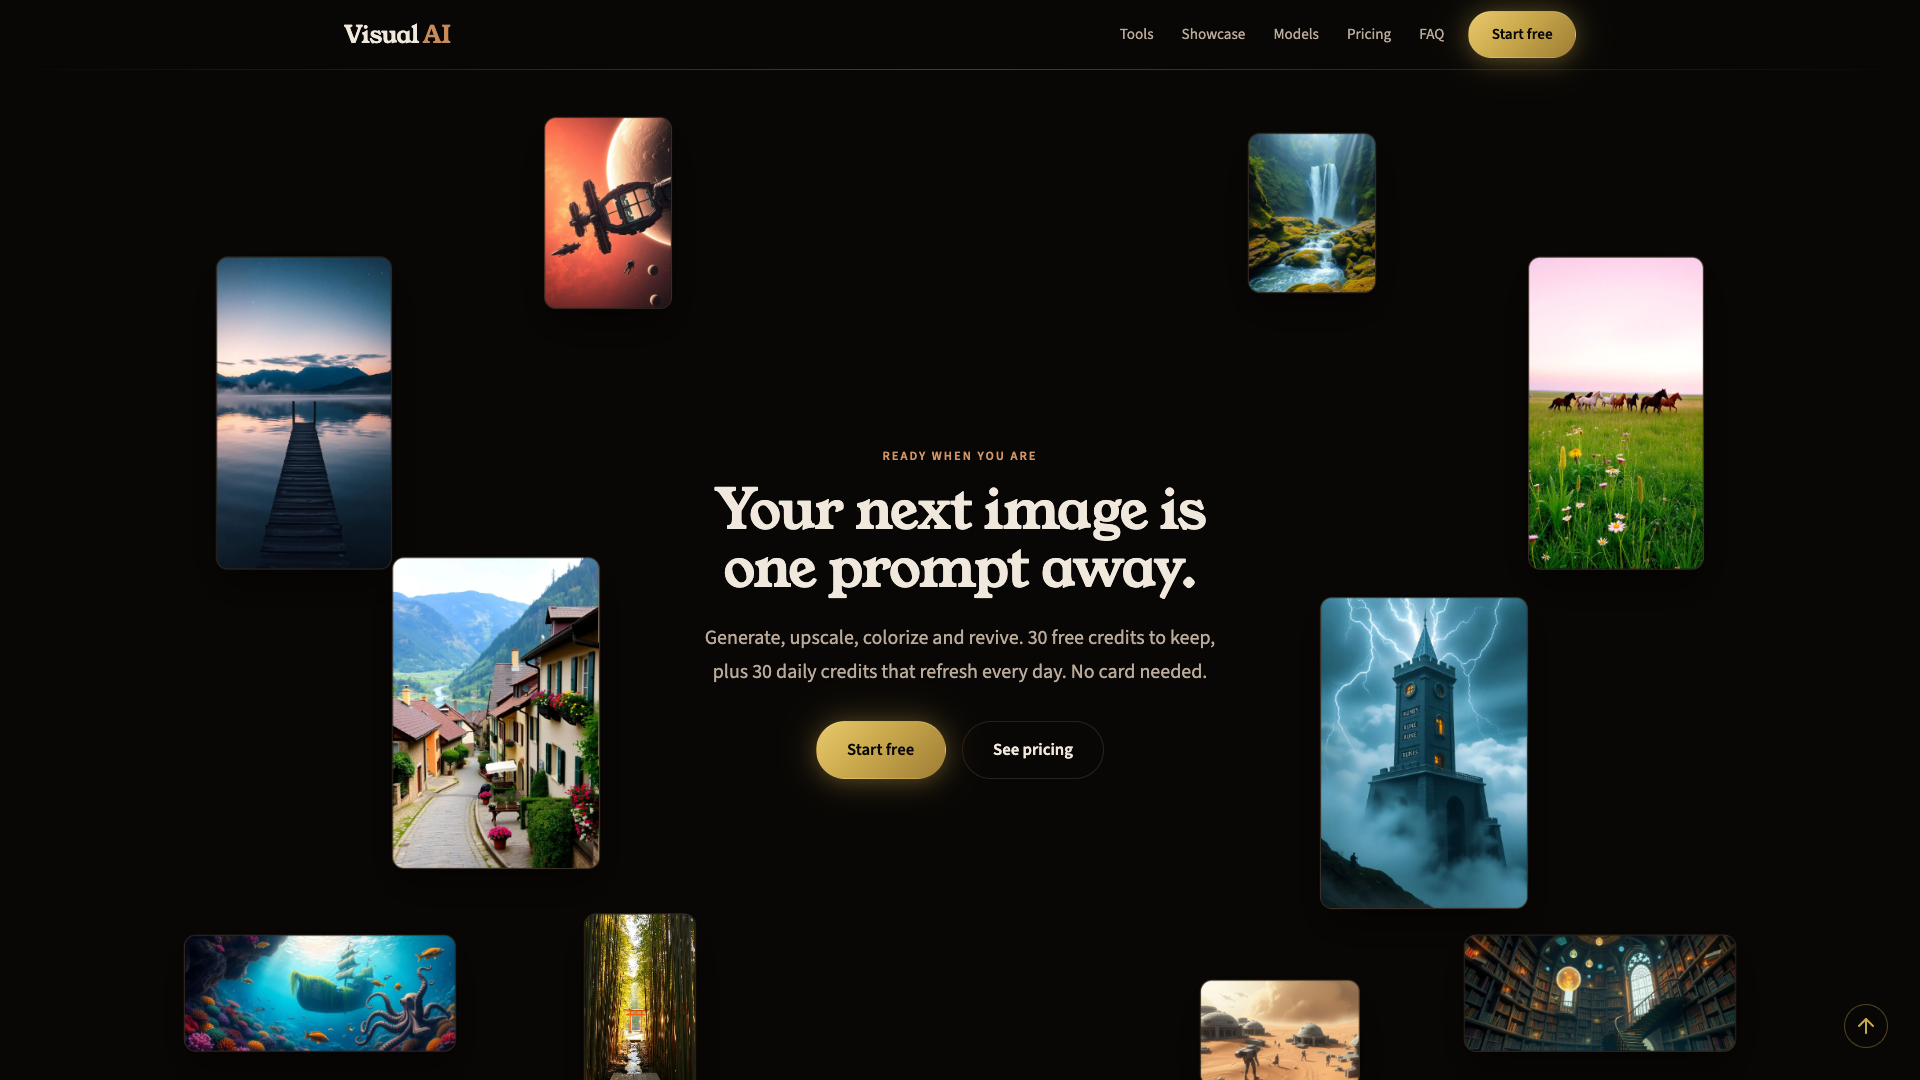 Visual AI
Tools
Showcase
Models
Pricing
FAQ
Start free
READY WHEN YOU ARE
Your next image is
one prompt away.
Generate, upscale, colorize and revive. 30 free credits to keep,
plus 30 daily credits that refresh every day. No card needed.
Start free
See pricing